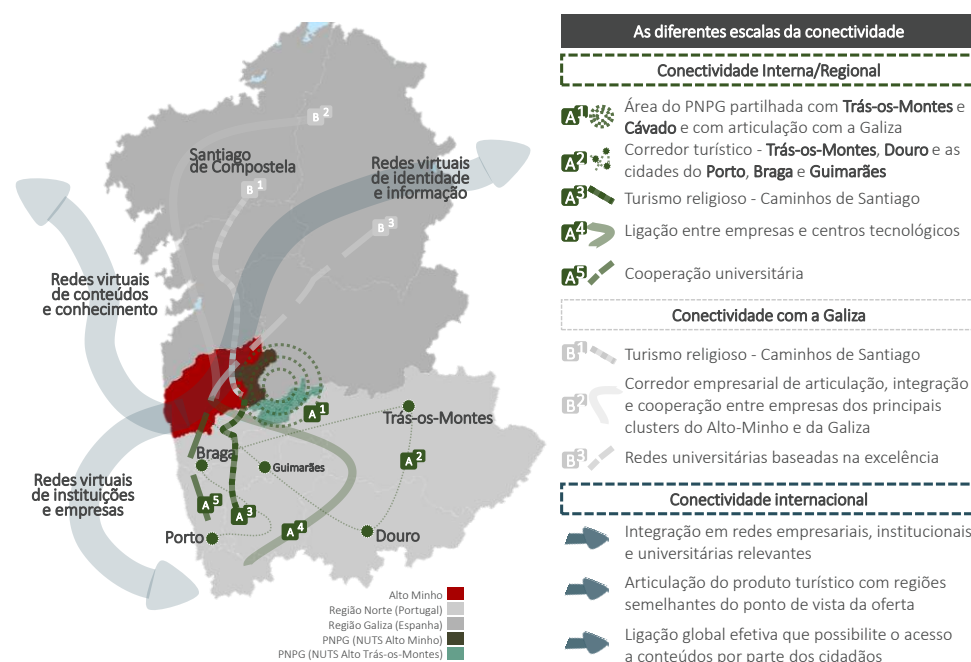 As diferentes escalas da conectividade
Conectividade Interna/Regional
A1 Área do PNPG partilhada com Trás-os-Montes e
Cávado e com articulação com a Galiza
A2 Corredor turístico - Trás-os-Montes, Douro e as
cidades do Porto, Braga e Guimarães
A3 Turismo religioso - Caminhos de Santiago
A4 Ligação entre empresas e centros tecnológicos
A5 Cooperação universitária
Conectividade com a Galiza
B1 Turismo religioso - Caminhos de Santiago
B2 Corredor empresarial de articulação, integração
e cooperação entre empresas dos principais
clusters do Alto-Minho e da Galiza
B3 Redes universitárias baseadas na excelência
Conectividade internacional
Integração em redes empresariais, institucionais
e universitárias relevantes
Articulação do produto turístico com regiões
semelhantes do ponto de vista da oferta
Ligação global efetiva que possibilite o acesso
a conteúdos por parte dos cidadãos
B2
Santiago
de Compostela
B1
Redes virtuais
de identidade
e informação
B3
Redes virtuais
de conteúdos
e conhecimento
A1
Trás-os-Montes
Braga
Guimarães
A2
Redes virtuais
de instituições
e empresas
A5
A3
A4
Porto
Douro
Alto Minho
Região Norte (Portugal)
Região Galiza (Espanha)
PNPG (NUTS Alto Minho)
PNPG (NUTS Alto Trás-os-Montes)